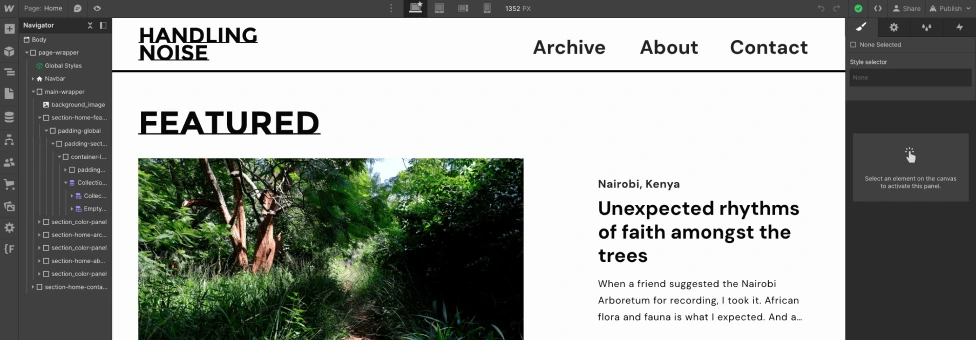 Page: Home
1352 PX
Share
Publish
Navigator
Body
page-wrapper
Global Styles
Navbar
main-wrapper
background_image
section-home-fea...
padding-global
padding-sect...
container-l...
padding...
Collectio...
Collec...
Empty...
section_color-panel
section-home-arc...
section_color-panel
section-home-ab...
section_color-panel
section-home-conta...
HANDLING
NOISE
Archive
About
Contact
FEATURED
Nairobi, Kenya
Unexpected rhythms
of faith amongst the
trees
When a friend suggested the Nairobi
Arboretum for recording, I took it. African
flora and fauna is what I expected. And a...
None Selected
Style selector
None
Select an element on the canvas
to activate this panel.